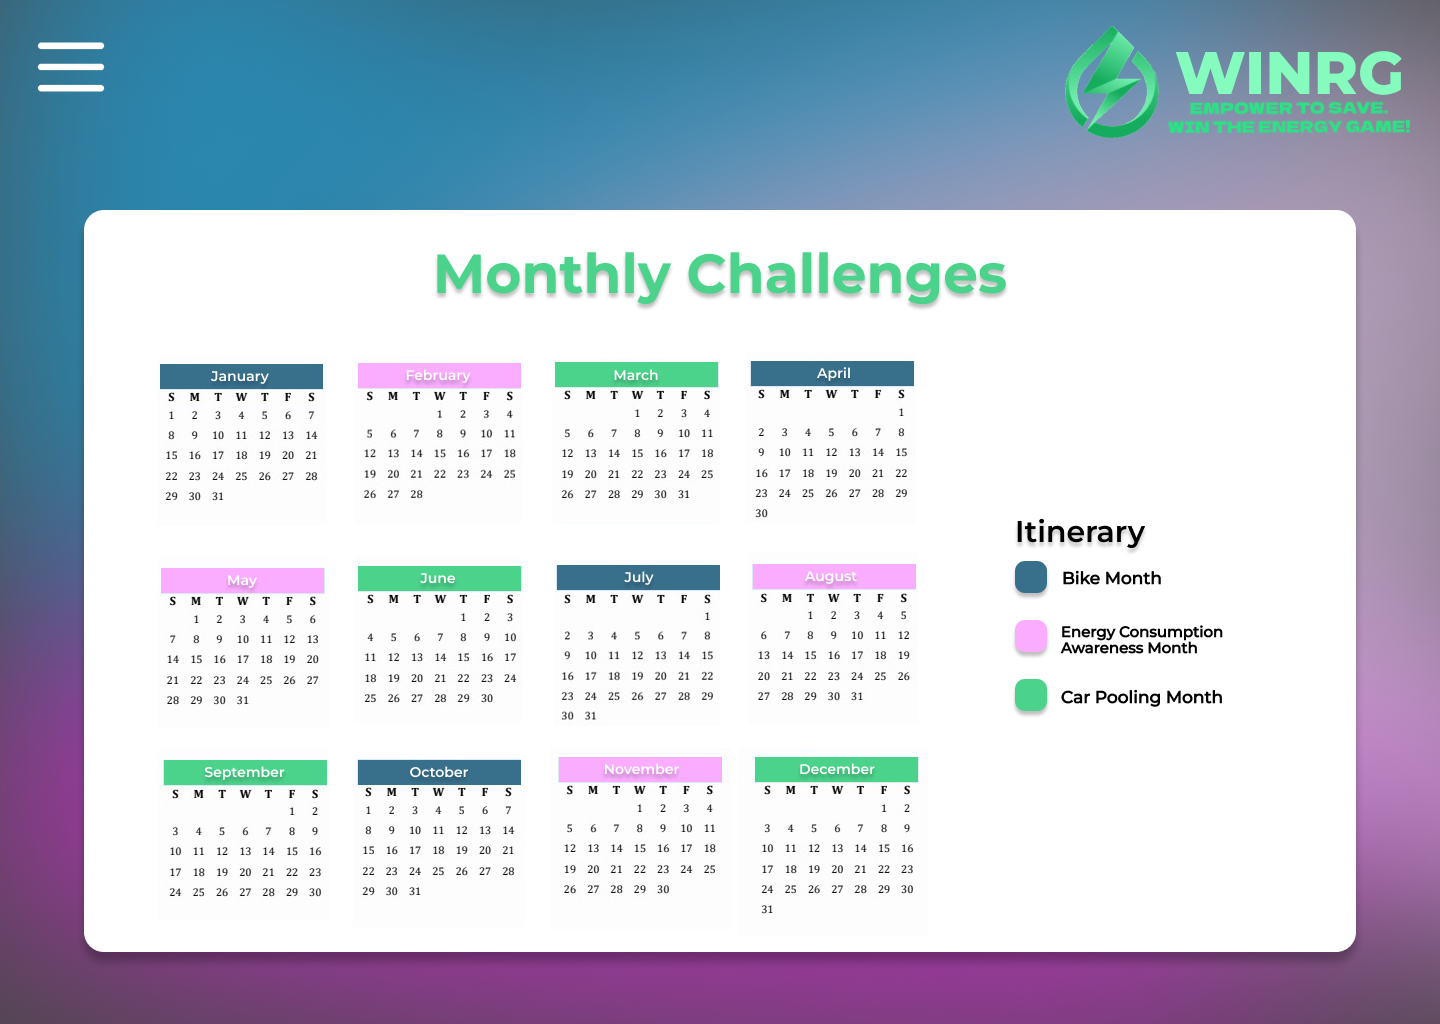 WINRG
EMPOWER TO SAVE.
WIN THE ENERGY GAME!
Monthly Challenges
January
S M T W T F S
1 2 3 4 5 6 7
8 9 10 11 12 13 14
15 16 17 18 19 20 21
22 23 24 25 26 27 28
29 30 31
February
S M T W T F S
1 2 3 4
5 6 7 8 9 10 11
12 13 14 15 16 17 18
19 20 21 22 23 24 25
26 27 28
March
S M T W T F S
1 2 3 4
5 6 7 8 9 10 11
12 13 14 15 16 17 18
19 20 21 22 23 24 25
26 27 28 29 30 31
April
S M T W T F S
1
2 3 4 5 6 7 8
9 10 11 12 13 14 15
16 17 18 19 20 21 22
23 24 25 26 27 28 29
30
May
S M T W T F S
1 2 3 4 5 6
7 8 9 10 11 12 13
14 15 16 17 18 19 20
21 22 23 24 25 26 27
28 29 30 31
June
S M T W T F S
1 2 3
4 5 6 7 8 9 10
11 12 13 14 15 16 17
18 19 20 21 22 23 24
25 26 27 28 29 30
July
S M T W T F S
1
2 3 4 5 6 7 8
9 10 11 12 13 14 15
16 17 18 19 20 21 22
23 24 25 26 27 28 29
30 31
August
S M T W T F S
1 2 3 4 5
6 7 8 9 10 11 12
13 14 15 16 17 18 19
20 21 22 23 24 25 26
27 28 29 30 31
September
S M T W T F S
1 2
3 4 5 6 7 8 9
10 11 12 13 14 15 16
17 18 19 20 21 22 23
24 25 26 27 28 29 30
October
S M T W T F S
1 2 3 4 5 6 7
8 9 10 11 12 13 14
15 16 17 18 19 20 21
22 23 24 25 26 27 28
29 30 31
November
S M T W T F S
1 2 3 4
5 6 7 8 9 10 11
12 13 14 15 16 17 18
19 20 21 22 23 24 25
26 27 28 29 30
December
S M T W T F S
1 2
3 4 5 6 7 8 9
10 11 12 13 14 15 16
17 18 19 20 21 22 23
24 25 26 27 28 29 30
31
Itinerary
Bike Month
Energy Consumption
Awareness Month
Car Pooling Month